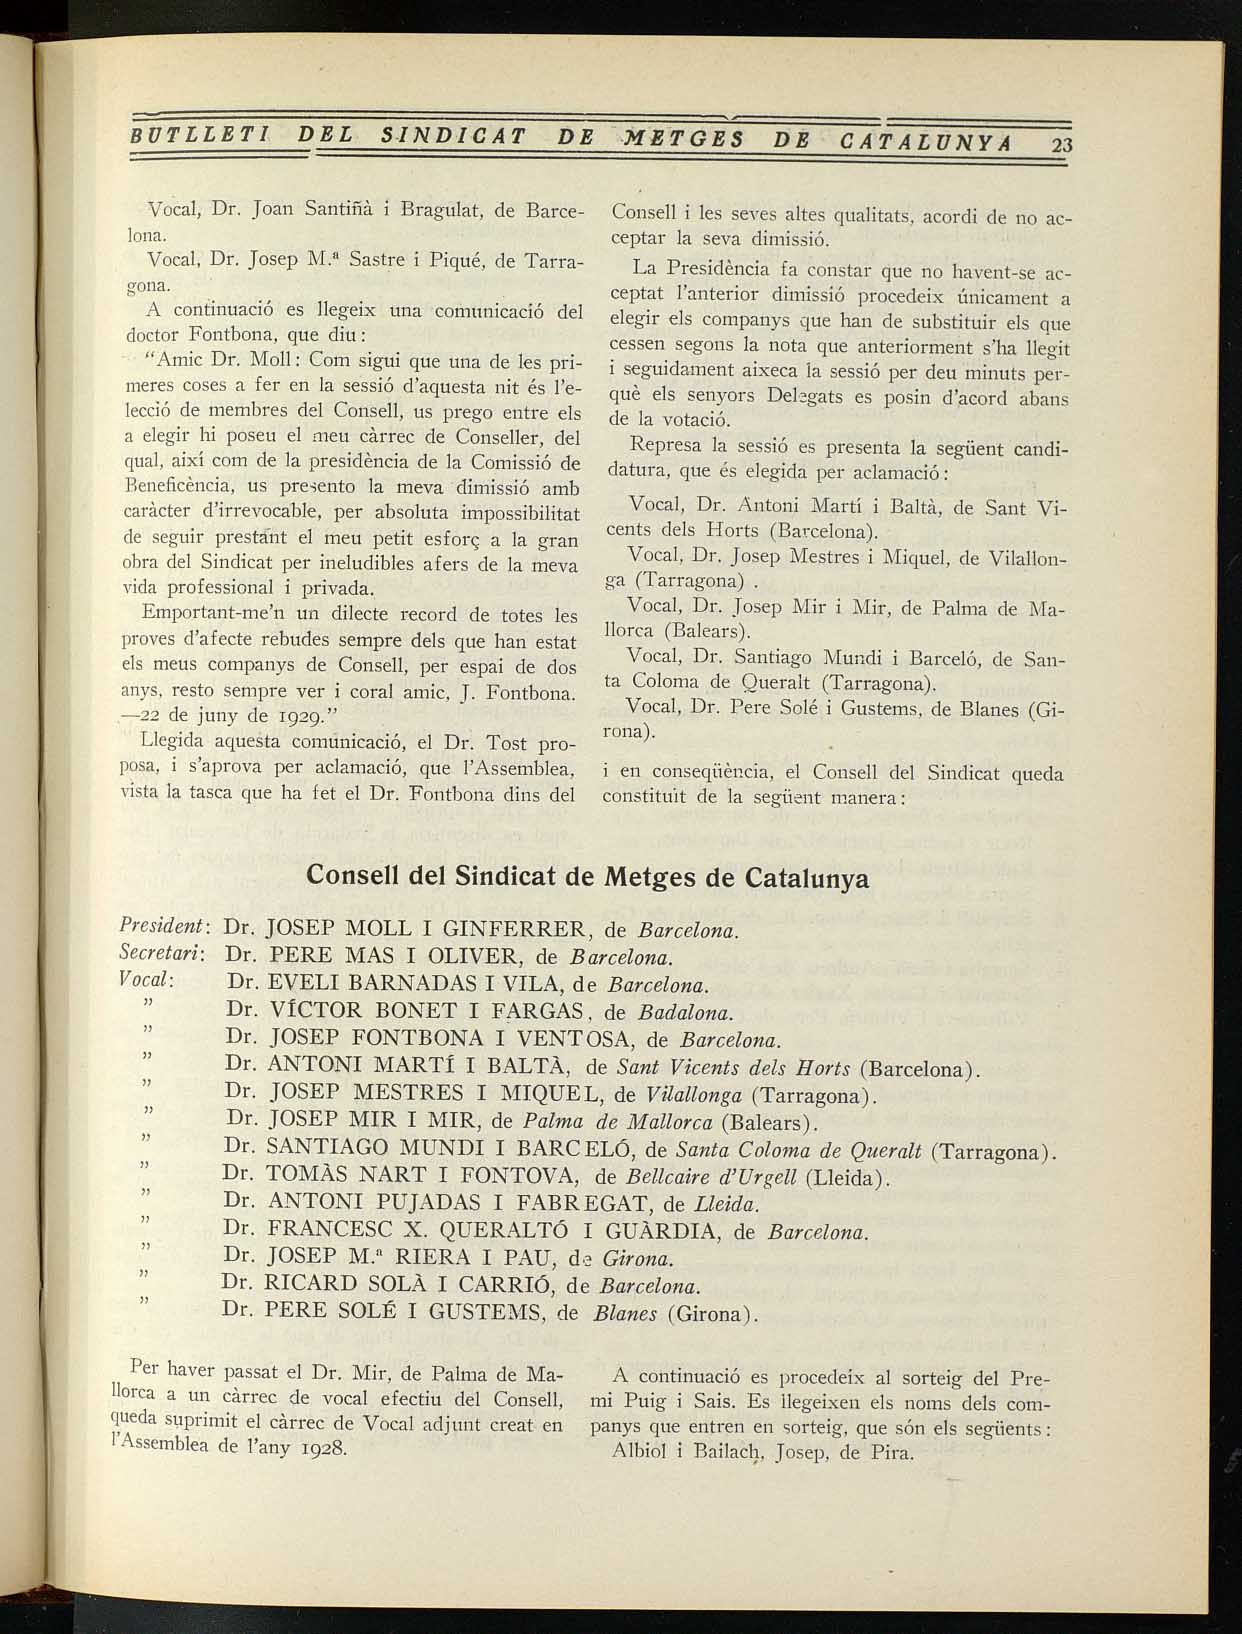 BUTLLETI DEL SINDICAT DE METGES DE CATALUNYA 23
Vocal, Dr. Joan Santiñà i Bragulat, de Barce-
lona.
Vocal, Dr. Josep M.ª Sastre i Piqué, de Tarra-
gona.
A continuació es llegeix una comunicació del
doctor Fontbona, que diu:
“Amic Dr. Moll: Com sigui que una de les pri-
meres coses a fer en la sessió d'aquesta nit és l'e-
lecció de membres del Consell, us prego entre els
a elegir hi poseu el meu càrrec de Conseller, del
qual, així com de la presidència de la Comissió de
Beneficència, us presento la meva dimissió amb
caràcter d'irrevocable, per absoluta impossibilitat
de seguir prestànt el meu petit esforç a la gran
obra del Sindicat per ineludibles afers de la meva
vida professional i privada.
Emportant-me'n un dilecte record de totes les
proves d'afecte rebudes sempre dels que han estat
els meus companys de Consell, per espai de dos
anys, resto sempre ver i coral amic, J. Fontbona.
—22 de juny de 1929.”
Llegida aquesta comunicació, el Dr. Tost pro-
posa, i s'aprova per aclamació, que l'Assemblea,
vista la tasca que ha fet el Dr. Fontbona dins del
Consell i les seves altes qualitats, acordi de no ac-
ceptar la seva dimissió.
La Presidència fa constar que no havent-se ac-
ceptat l'anterior dimissió procedeix únicament a
elegir els companys que han de substituir els que
cessen segons la nota que anteriorment s'ha llegit
i seguidament aixeca la sessió per deu minuts per-
què els senyors Delegats es posin d'acord abans
de la votació.
Represa la sessió es presenta la següent candi-
datura, que és elegida per aclamació:
Vocal, Dr. Antoni Martí i Baltà, de Sant Vi-
cents dels Horts (Barcelona).
Vocal, Dr. Josep Mestres i Miquel, de Vilallon-
ga (Tarragona) .
Vocal, Dr. Josep Mir i Mir, de Palma de Ma-
llorca (Balears).
Vocal, Dr. Santiago Mundi i Barceló, de San-
ta Coloma de Queralt (Tarragona).
Vocal, Dr. Pere Solé i Gustems, de Blanes (Gi-
rona).
i en conseqüència, el Consell del Sindicat queda
constituït de la següent manera:
Consell del Sindicat de Metges de Catalunya
President: Dr. JOSEP MOLL I GINFERRER, de Barcelona.
Secretari: Dr. PERE MAS I OLIVER, de Barcelona.
Vocal: Dr. EVELI BARNADAS I VILA, de Barcelona.
” Dr. VÍCTOR BONET I FARGAS, de Badalona.
” Dr. JOSEP FONTBONA I VENTOSA, de Barcelona.
” Dr. ANTONI MARTÍ I BALTÀ, de Sant Vicents dels Horts (Barcelona).
” Dr. JOSEP MESTRES I MIQUEL, de Vilallonga (Tarragona).
” Dr. JOSEP MIR I MIR, de Palma de Mallorca (Balears).
” Dr. SANTIAGO MUNDI I BARCELÓ, de Santa Coloma de Queralt (Tarragona).
” Dr. TOMÀS NART I FONTOVA, de Bellcaire d'Urgell (Lleida).
” Dr. ANTONI PUJADAS I FABREGAT, de Lleida.
” Dr. FRANCESC X. QUERALTÓ I GUÀRDIA, de Barcelona.
” Dr. JOSEP M.ª RIERA I PAU, de Girona.
” Dr. RICARD SOLÀ I CARRIÓ, de Barcelona.
” Dr. PERE SOLÉ I GUSTEMS, de Blanes (Girona).
Per haver passat el Dr. Mir, de Palma de Ma-
llorca a un càrrec de vocal efectiu del Consell,
queda suprimit el càrrec de Vocal adjunt creat en
l'Assemblea de l'any 1928.
A continuació es procedeix al sorteig del Pre-
mi Puig i Sais. Es llegeixen els noms dels com-
panys que entren en sorteig, que són els següents:
Albiol i Bailach, Josep, de Pira.